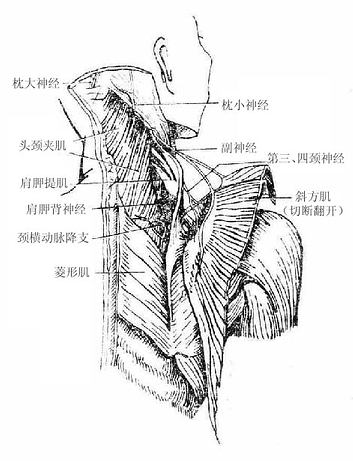 枕大神经
枕小神经
头颈夹肌
副神经
第三、四颈神经
肩胛提肌
斜方肌
(切断翻开)
肩胛背神经
颈横动脉降支
菱形肌